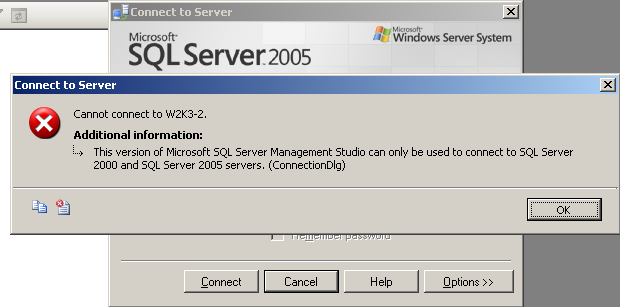 Connect to Server
Microsoft
SQL Server 2005
Microsoft
Windows Server System
Connect to Server
Cannot connect to W2K3-2.
Additional information:
This version of Microsoft SQL Server Management Studio can only be used to connect to SQL Server
2000 and SQL Server 2005 servers. (ConnectionDlg)
OK
Remember password
Connect
Cancel
Help
Options >>